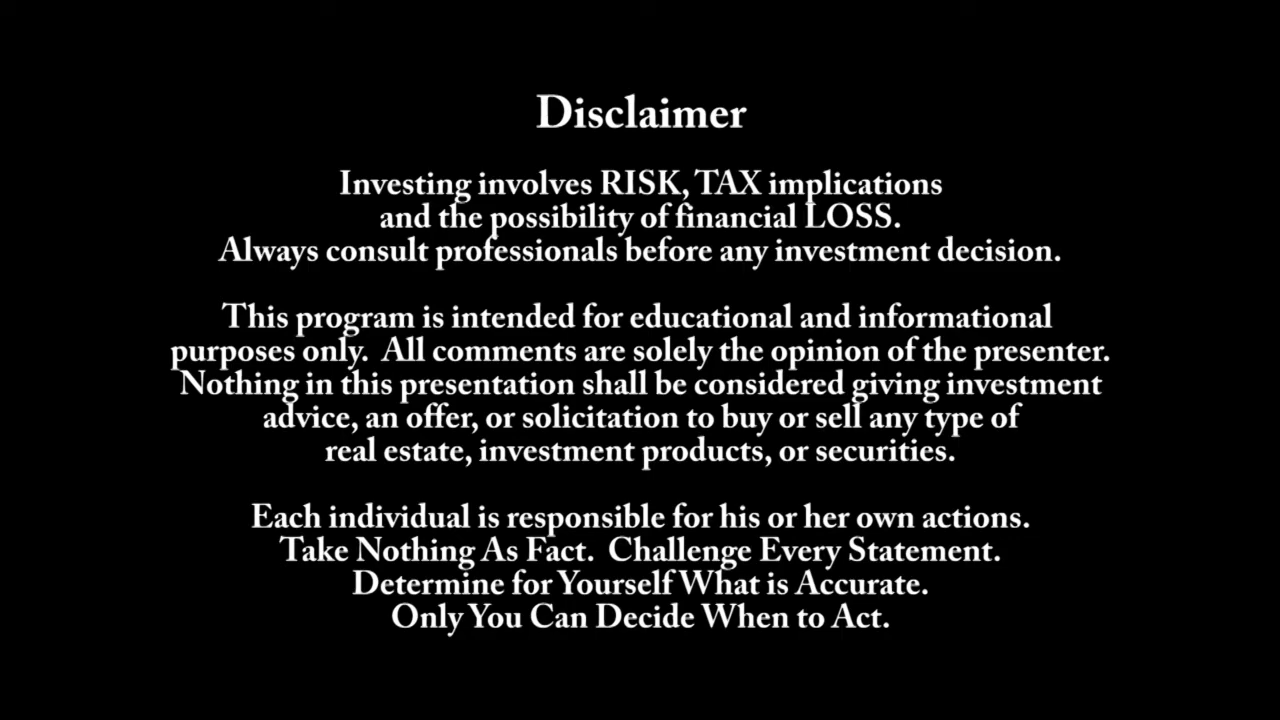 Disclaimer
Investing involves RISK, TAX implications
and the possibility of financial LOSS.
Always consult professionals before any investment decision.
This program is intended for educational and informational
purposes only.  All comments are solely the opinion of the presenter.
Nothing in this presentation shall be considered giving investment
advice, an offer, or solicitation to buy or sell any type of
real estate, investment products, or securities.
Each individual is responsible for his or her own actions.
Take Nothing As Fact.  Challenge Every Statement.
Determine for Yourself What is Accurate.
Only You Can Decide When to Act.